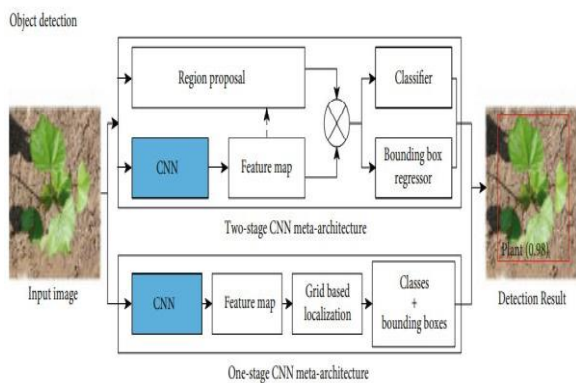 Object detection
Region proposal
Classifier
CNN
Feature map
Bounding box
regressor
Two-stage CNN meta-architecture
Input image
Plant (0.98)
Detection Result
CNN
Feature map
Grid based
localization
Classes
+
bounding boxes
One-stage CNN meta-architecture